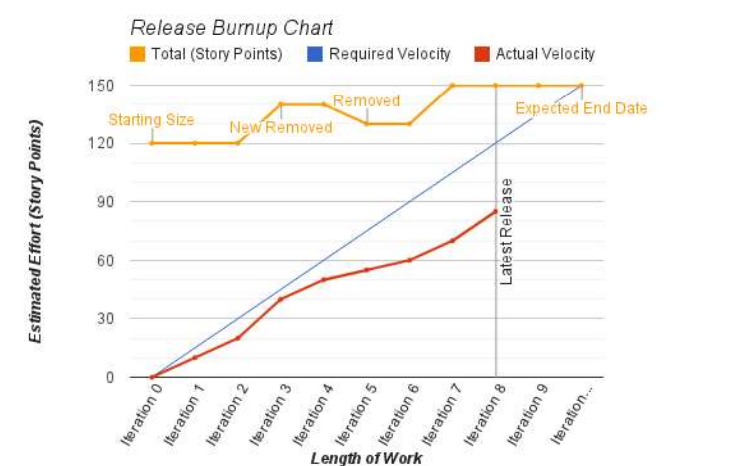 Release Burnup Chart
Total (Story Points) Required Velocity Actual Velocity
Estimated Effort (Story Points)
150
120
90
60
30
0
Starting Size
New Removed
Removed
Expected End Date
Latest Release
Iteration 0
Iteration 1
Iteration 2
Iteration 3
Iteration 4
Iteration 5
Iteration 6
Iteration 7
Iteration 8
Iteration 9
Iteration...
Length of Work